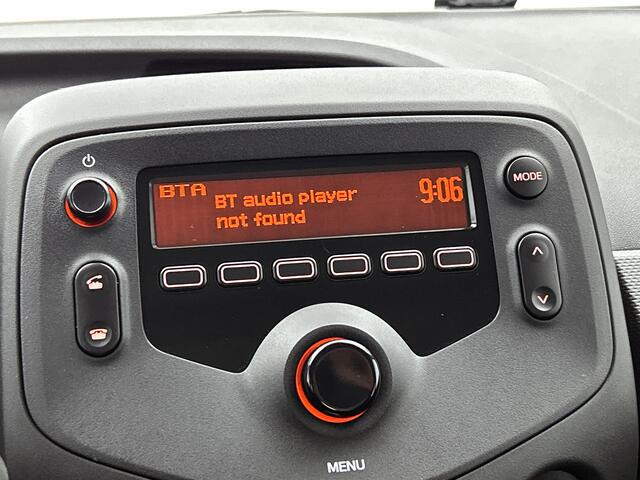 BTA
BT audio player
not found
9:06
MODE
MENU